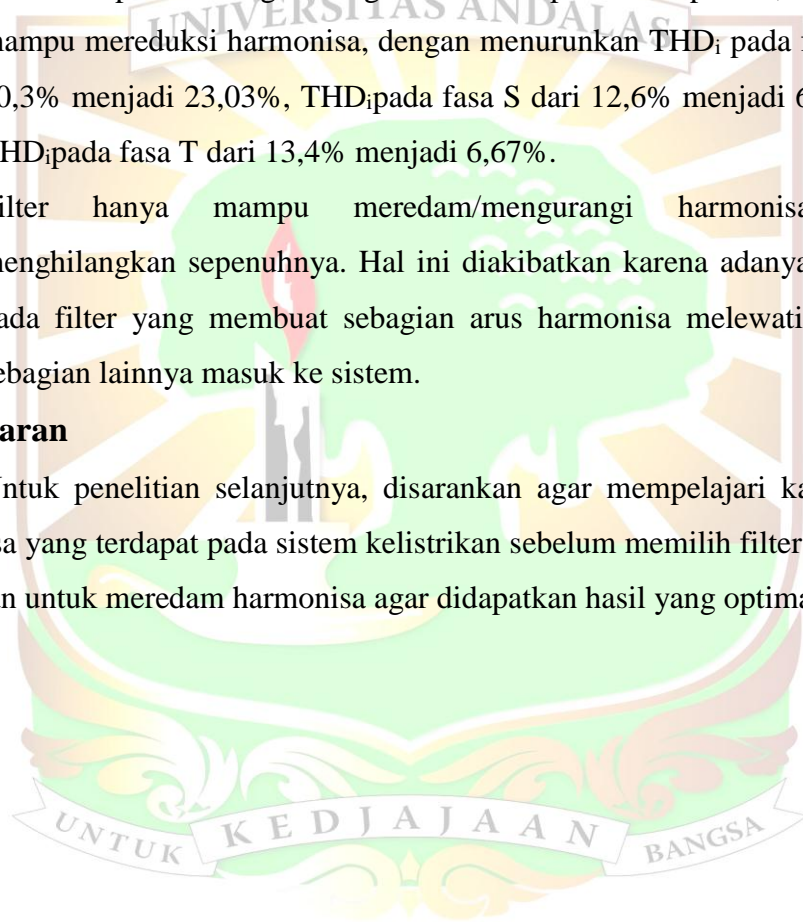 UNIVERSITAS ANDALAS
mampu mereduksi harmonisa, dengan menurunkan THDi pada
0,3% menjadi 23,03%, THDipada fasa S dari 12,6% menjadi 6
HDipada fasa T dari 13,4% menjadi 6,67%.
ilter hanya mampu meredam/mengurangi harmonisa
menghilangkan sepenuhnya. Hal ini diakibatkan karena adanya
ada filter yang membuat sebagian arus harmonisa melewati
ebagian lainnya masuk ke sistem.
aran
Untuk penelitian selanjutnya, disarankan agar mempelajari ka
sa yang terdapat pada sistem kelistrikan sebelum memilih filter
an untuk meredam harmonisa agar didapatkan hasil yang optima
UNTUK KEDJAJAAN BANGSA